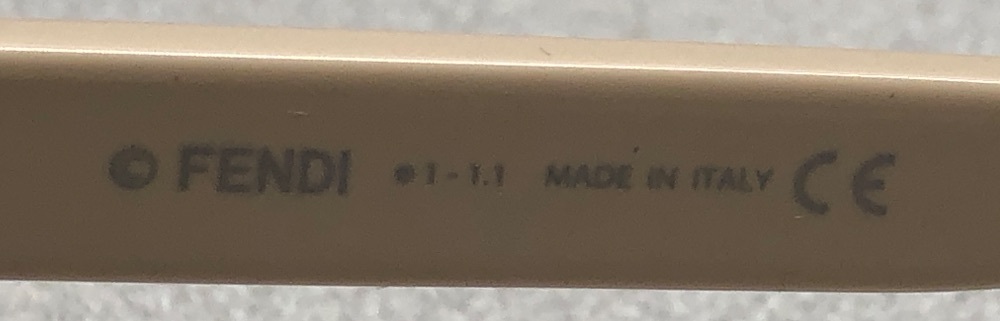 © FENDI ●1-1.1 MADE IN ITALY CE